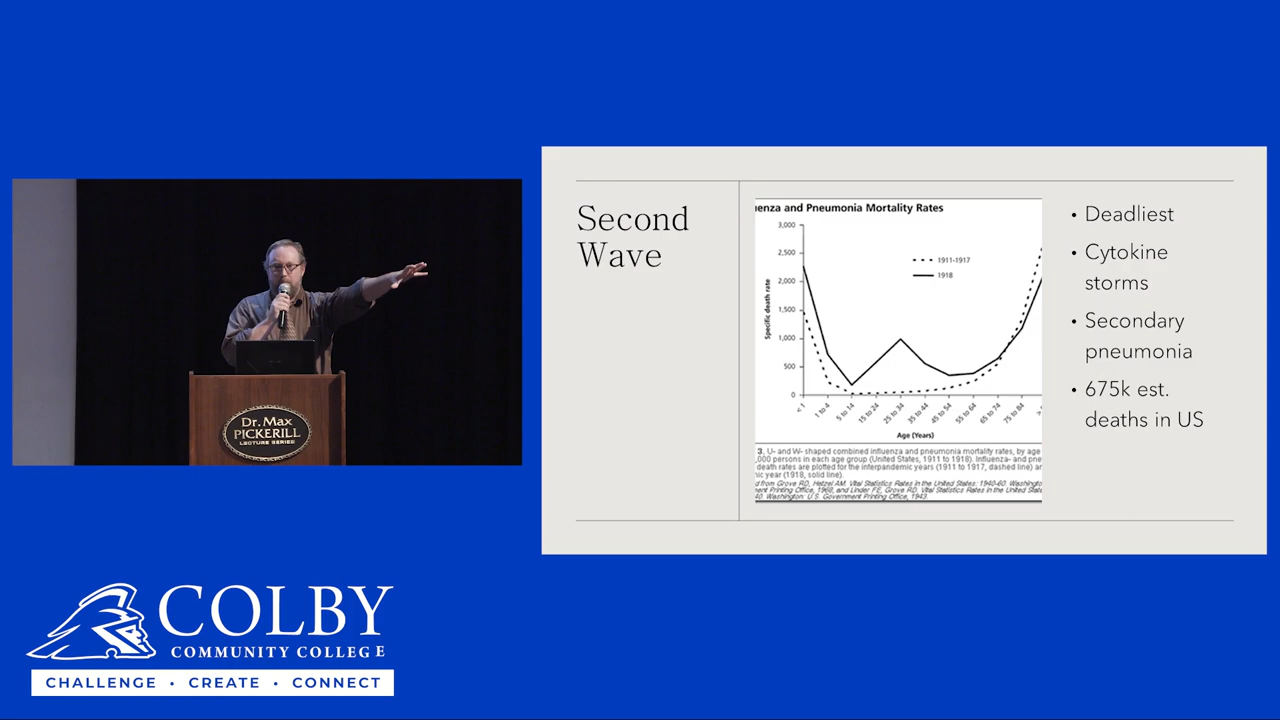 Dr. Max
PICKERILL
LECTURE SERIES
COLBY
COMMUNITY COLLEGE
CHALLENGE • CREATE • CONNECT
Second
Wave
uenza and Pneumonia Mortality Rates
Specific death rate
3,000
2,500
2,000
1,500
1,000
500
0
1911-1917
1918
< 1
1 to 4
5 to 14
15 to 24
25 to 34
35 to 44
45 to 54
55 to 64
65 to 74
75 to 84
Age (Years)
3. U- and W- shaped combined influenza and pneumonia mortality rates, by age
,000 persons in each age group (United States, 1911 to 1918). Influenza- and pne
death rates are plotted for the interpandemic years (1911 to 1917, dashed line) an
ic year (1918, solid line).
d from Grove RD, Hetzel AM. Vital Statistics Rates in the United States: 1940-60. Washingto
ment Printing Office, 1968, and Linder FE, Grove RD. Vital Statistics Rates in the United State
40. Washington: U.S. Government Printing Office, 1943.
• Deadliest
• Cytokine
storms
• Secondary
pneumonia
• 675k est.
deaths in US